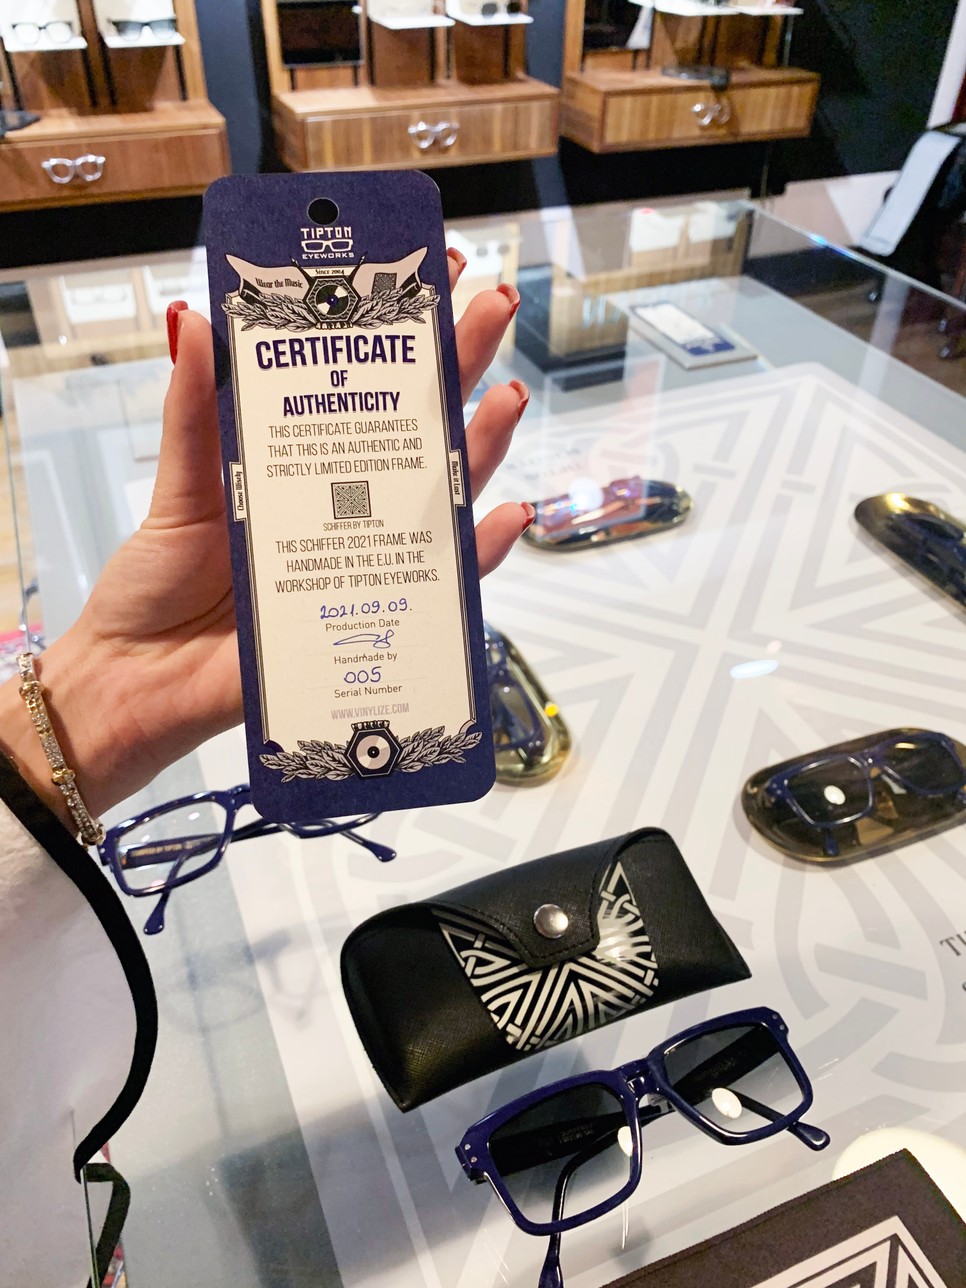 TIPTON
EYEWORKS
SINCE 2004
Wear the Music
CERTIFICATE
OF
AUTHENTICITY
THIS CERTIFICATE GUARANTEES
THAT THIS IS AN AUTHENTIC AND
STRICTLY LIMITED EDITION FRAME.
SCHIFFER BY TIPTON
THIS SCHIFFER 2021 FRAME WAS
HANDMADE IN THE E.U. IN THE
WORKSHOP OF TIPTON EYEWORKS.
2021.09.09.
Production Date
Handmade by
005
Serial Number
WWW.VINYLIZE.COM